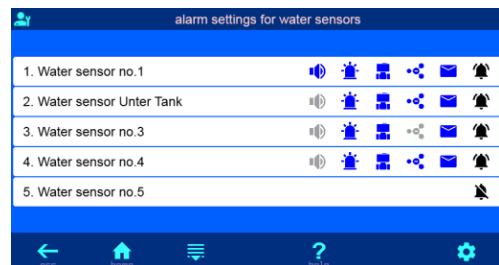 alarm settings for water sensors
1. Water sensor no.1
2. Water sensor Unter Tank
3. Water sensor no.3
4. Water sensor no.4
5. Water sensor no.5
?